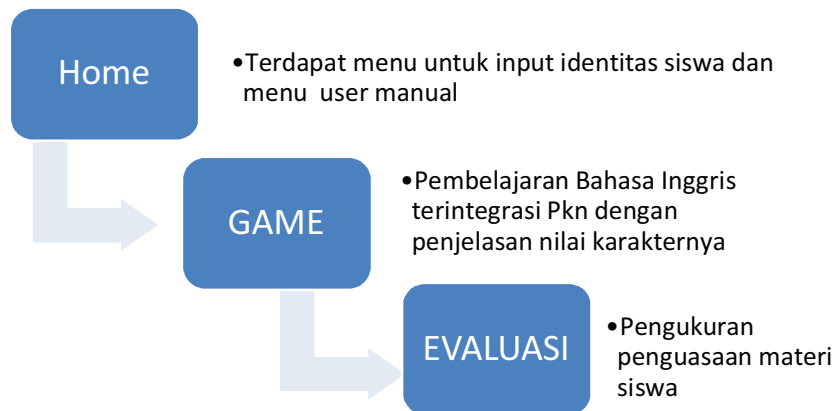 Home
•Terdapat menu untuk input identitas siswa dan
menu user manual
GAME
•Pembelajaran Bahasa Inggris
terintegrasi Pkn dengan
penjelasan nilai karakternya
EVALUASI
•Pengukuran
penguasaan materi
siswa